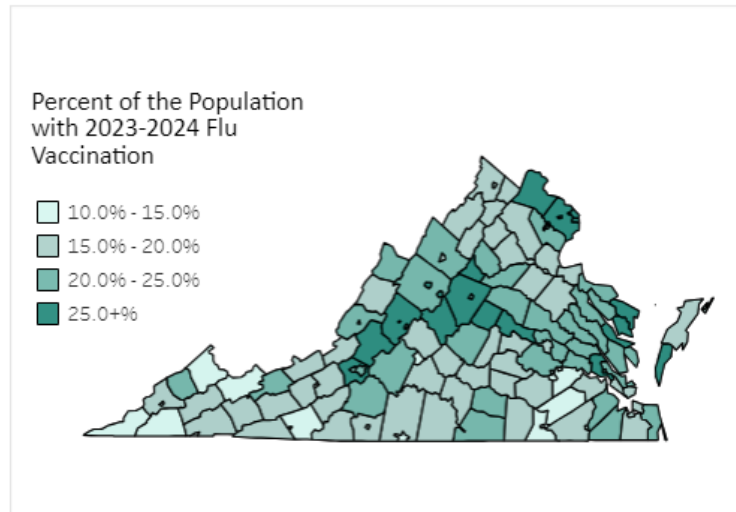 Percent of the Population
with 2023-2024 Flu
Vaccination
10.0% - 15.0%
15.0% - 20.0%
20.0% - 25.0%
25.0+%